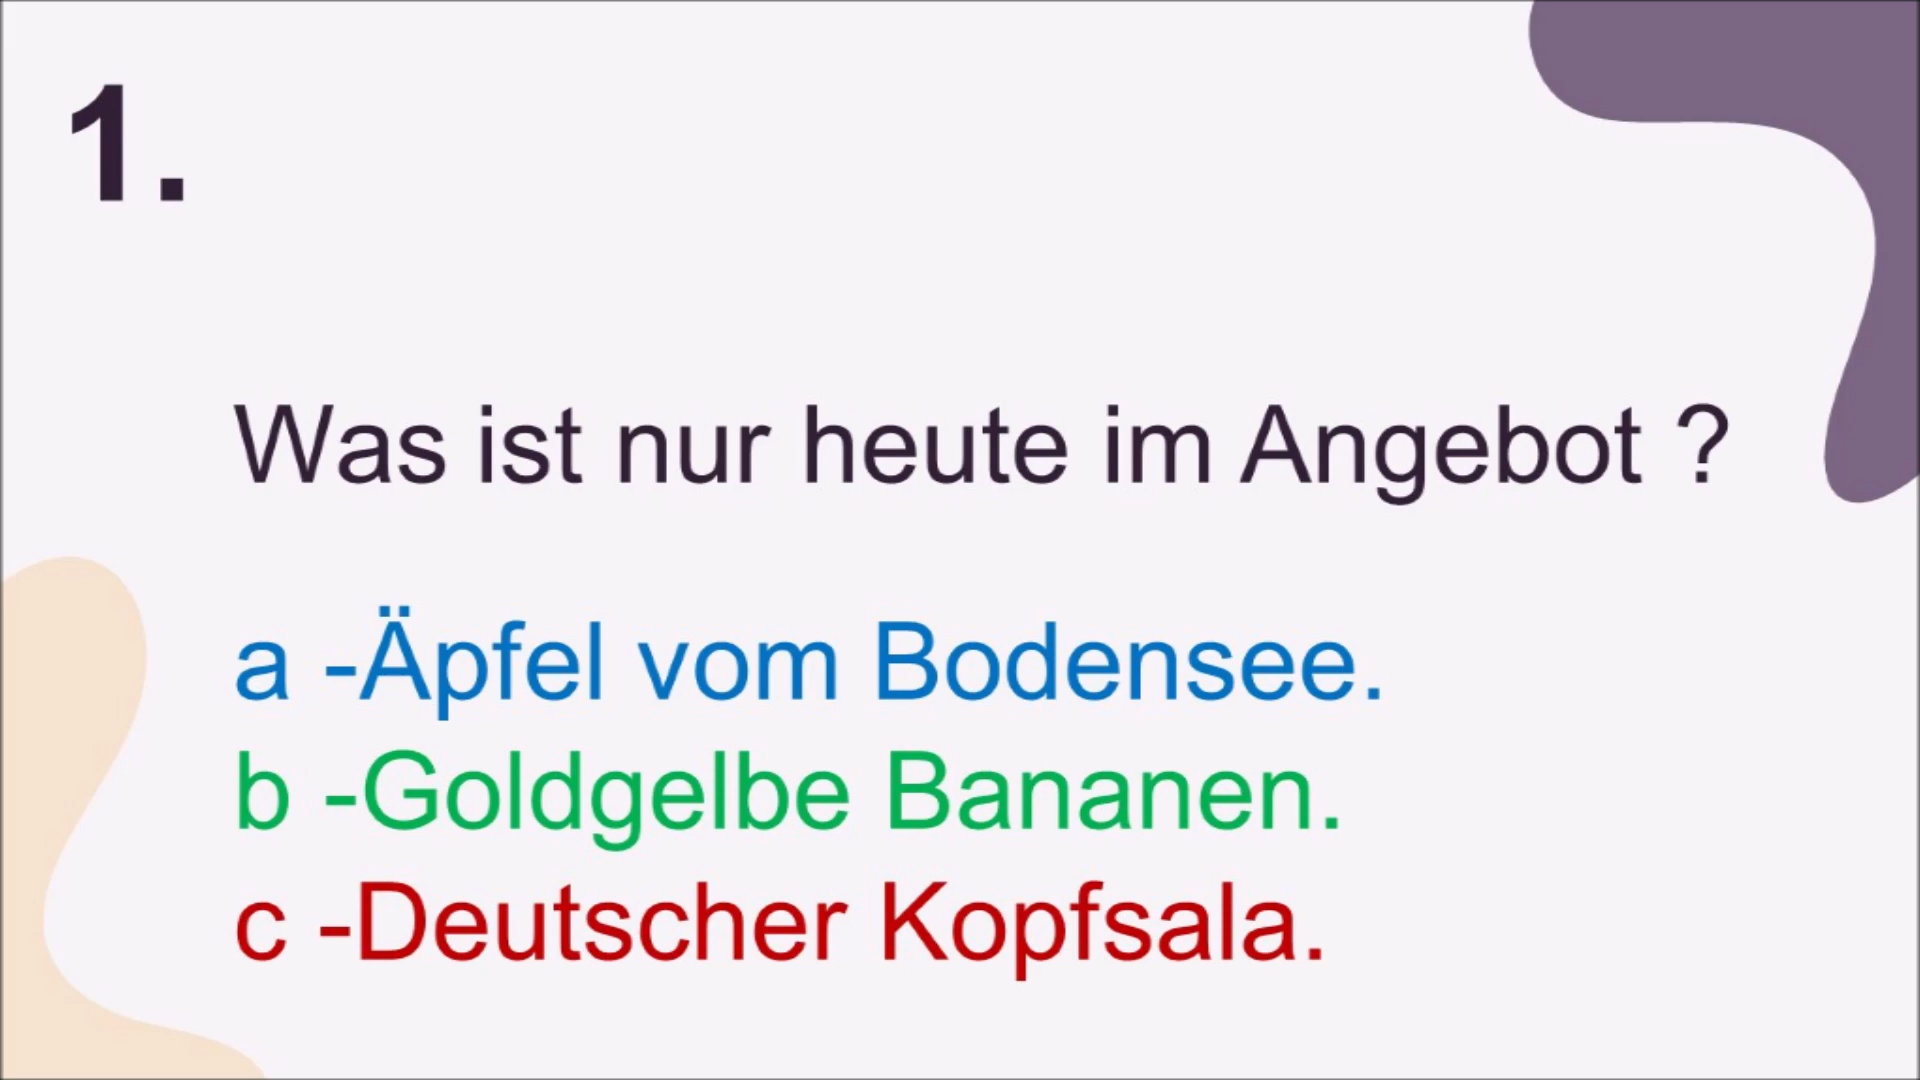 1.
Was ist nur heute im Angebot ?
a -Äpfel vom Bodensee.
b -Goldgelbe Bananen.
c -Deutscher Kopfsala.